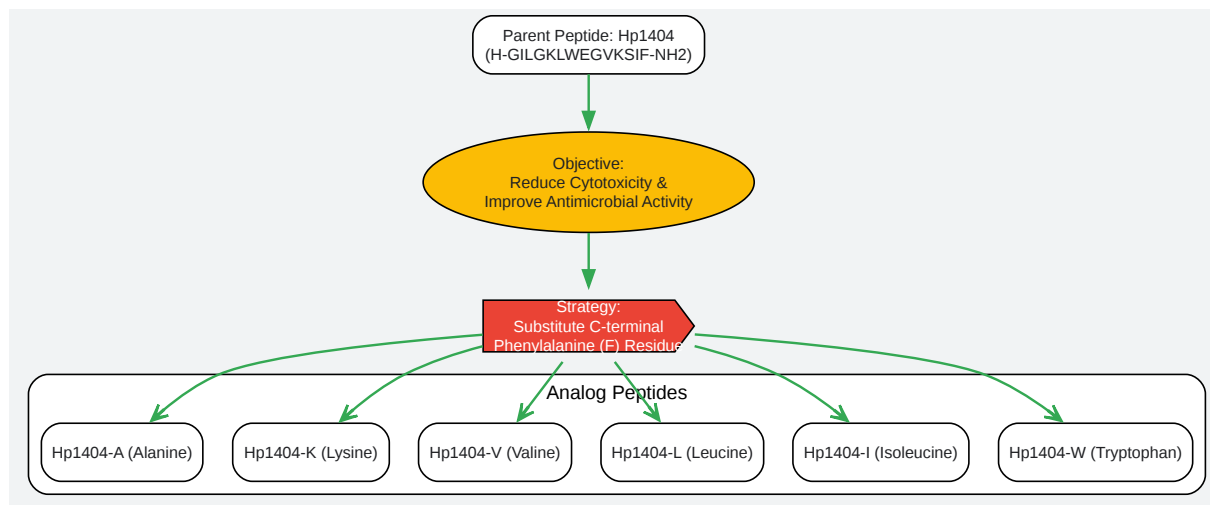 Parent Peptide: Hp1404
(H-GILGKLWEGVKSIF-NH2)
Objective:
Reduce Cytotoxicity &
Improve Antimicrobial Activity
Strategy:
Substitute C-terminal
Phenylalanine (F) Residue
Analog Peptides
Hp1404-A (Alanine)
Hp1404-K (Lysine)
Hp1404-V (Valine)
Hp1404-L (Leucine)
Hp1404-I (Isoleucine)
Hp1404-W (Tryptophan)